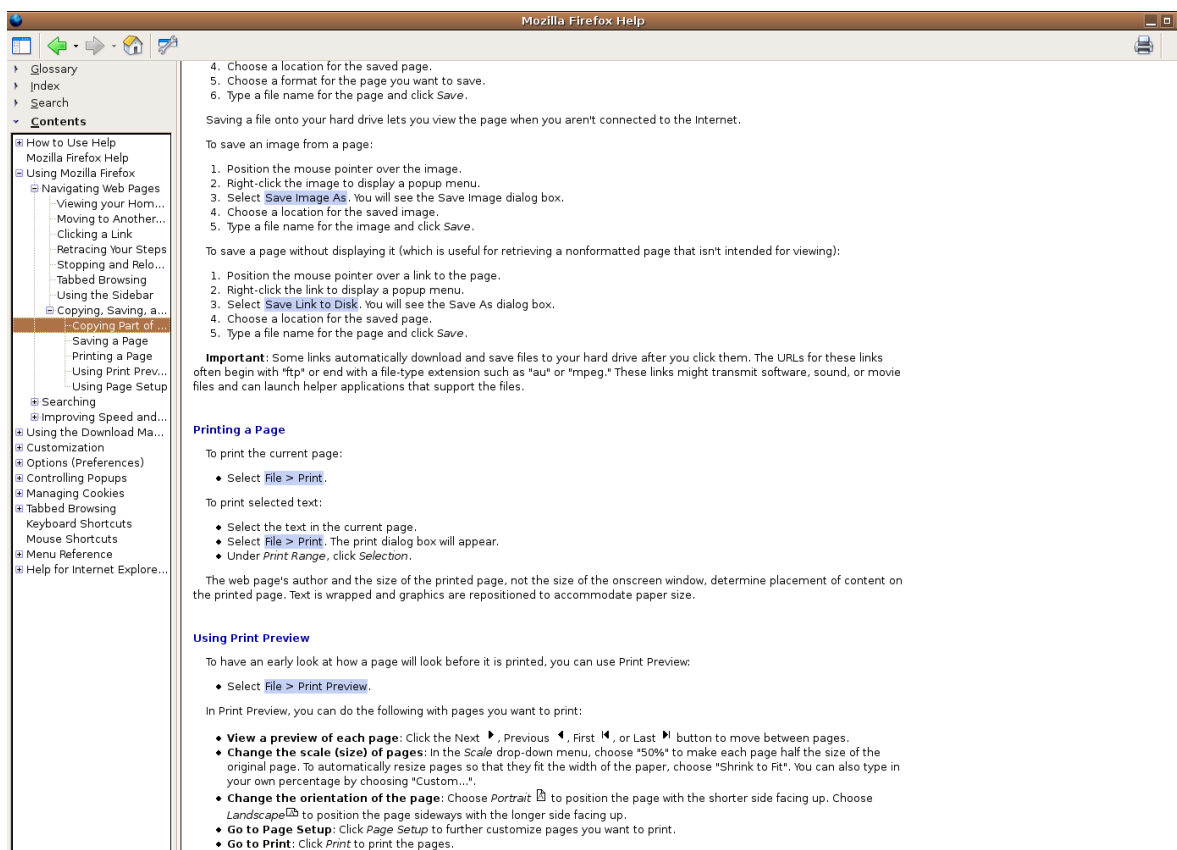 Mozilla Firefox Help
Glossary
Index
Search
Contents
How to Use Help
Mozilla Firefox Help
Using Mozilla Firefox
Navigating Web Pages
Viewing your Hom...
Moving to Another...
Clicking a Link
Retracing Your Steps
Stopping and Relo...
Tabbed Browsing
Using the Sidebar
Copying, Saving, a...
Copying Part of ...
Saving a Page
Printing a Page
Using Print Prev...
Using Page Setup
Searching
Improving Speed and...
Using the Download Ma...
Customization
Options (Preferences)
Controlling Popups
Managing Cookies
Tabbed Browsing
Keyboard Shortcuts
Mouse Shortcuts
Menu Reference
Help for Internet Explore...
4. Choose a location for the saved page.
5. Choose a format for the page you want to save.
6. Type a file name for the page and click Save.
Saving a file onto your hard drive lets you view the page when you aren't connected to the Internet.
To save an image from a page:
1. Position the mouse pointer over the image.
2. Right-click the image to display a popup menu.
3. Select Save Image As. You will see the Save Image dialog box.
4. Choose a location for the saved image.
5. Type a file name for the image and click Save.
To save a page without displaying it (which is useful for retrieving a nonformatted page that isn't intended for viewing):
1. Position the mouse pointer over a link to the page.
2. Right-click the link to display a popup menu.
3. Select Save Link to Disk. You will see the Save As dialog box.
4. Choose a location for the saved page.
5. Type a file name for the page and click Save.
Important: Some links automatically download and save files to your hard drive after you click them. The URLs for these links
often begin with "ftp" or end with a file-type extension such as "au" or "mpeg." These links might transmit software, sound, or movie
files and can launch helper applications that support the files.
Printing a Page
To print the current page:
• Select File > Print.
To print selected text:
• Select the text in the current page.
• Select File > Print. The print dialog box will appear.
• Under Print Range, click Selection.
The web page's author and the size of the printed page, not the size of the onscreen window, determine placement of content on
the printed page. Text is wrapped and graphics are repositioned to accommodate paper size.
Using Print Preview
To have an early look at how a page will look before it is printed, you can use Print Preview:
• Select File > Print Preview.
In Print Preview, you can do the following with pages you want to print:
• View a preview of each page: Click the Next , Previous , First , or Last button to move between pages.
• Change the scale (size) of pages: In the Scale drop-down menu, choose "50%" to make each page half the size of the
original page. To automatically resize pages so that they fit the width of the paper, choose "Shrink to Fit". You can also type in
your own percentage by choosing "Custom...".
• Change the orientation of the page: Choose Portrait to position the page with the shorter side facing up. Choose
Landscape to position the page sideways with the longer side facing up.
• Go to Page Setup: Click Page Setup to further customize pages you want to print.
• Go to Print: Click Print to print the pages.